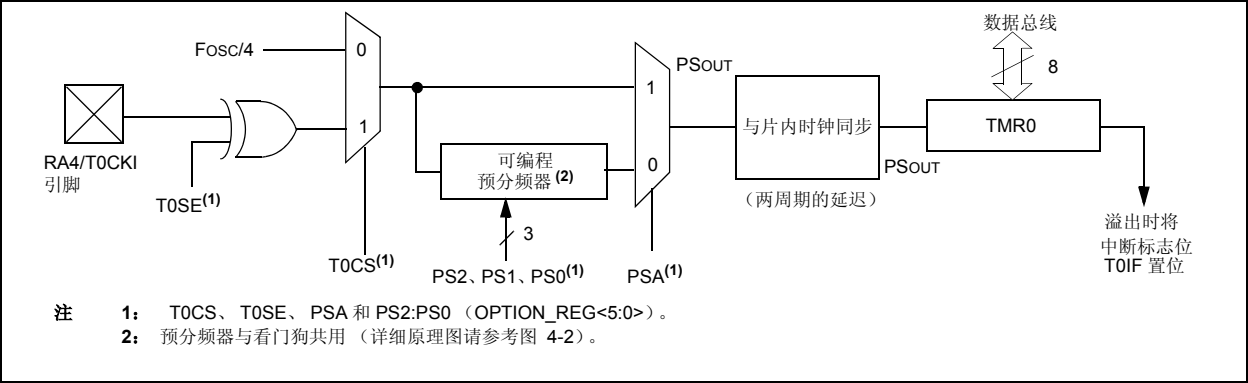 数据总线
FOSC/4
0
PSOUT
8
1
1
与片内时钟同步
TMR0
RA4/T0CKI
引脚
可编程
预分频器(2)
0
PSOUT
T0SE(1)
(两周期的延迟)
溢出时将
中断标志位
T0IF 置位
3
T0CS(1)
PS2、PS1、PS0(1)
PSA(1)
注 1: T0CS、 T0SE、 PSA 和 PS2:PS0 (OPTION_REG<5:0>)。
2: 预分频器与看门狗共用 (详细原理图请参考图 4-2)。